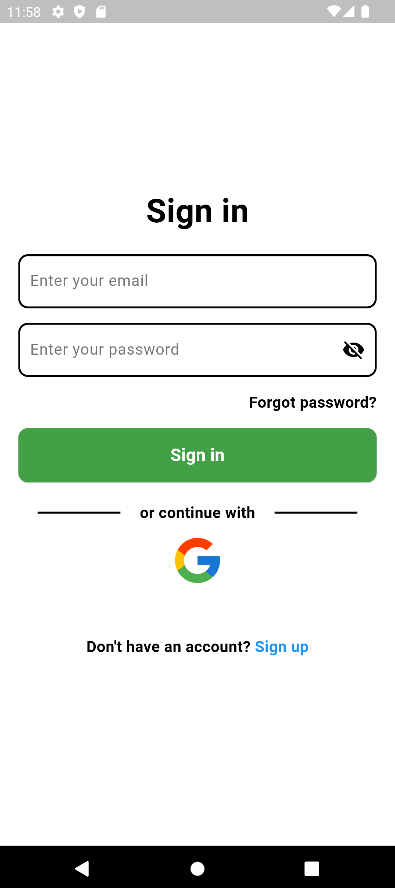 11:58
Sign in
Enter your email
Enter your password
Forgot password?
Sign in
or continue with
Don't have an account? Sign up